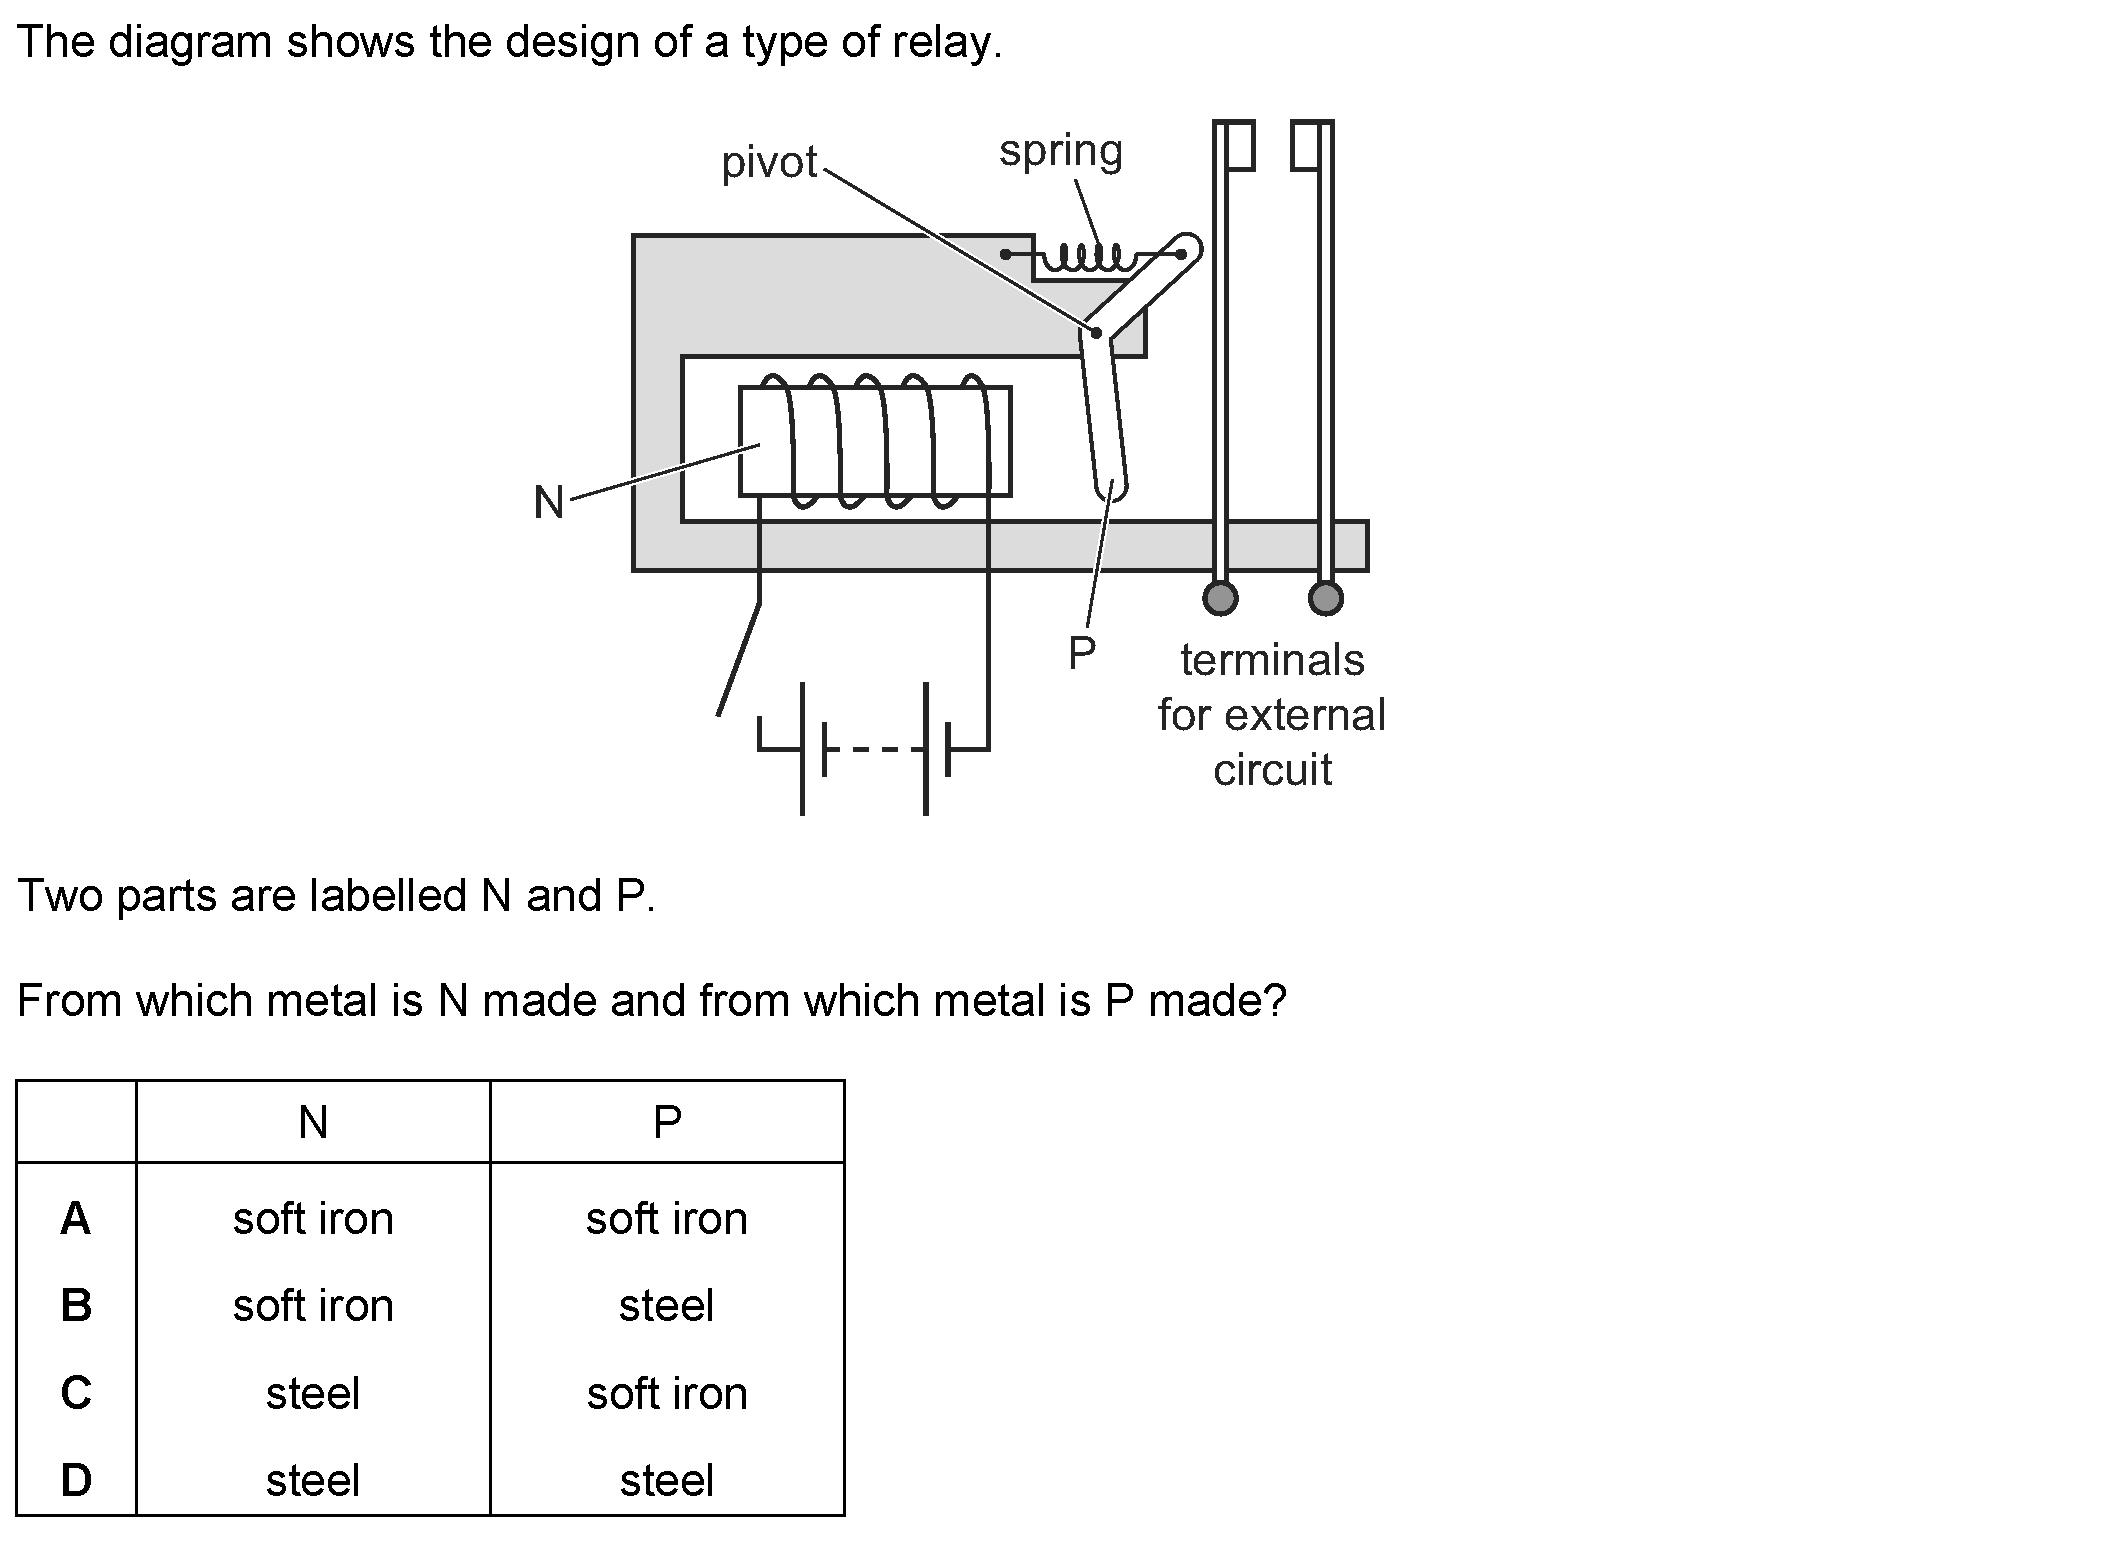 The diagram shows the design of a type of relay.
pivot
spring
N
P
terminals
for external
circuit
Two parts are labelled N and P.
From which metal is N made and from which metal is P made?
N P
A soft iron soft iron
B soft iron steel
C steel soft iron
D steel steel